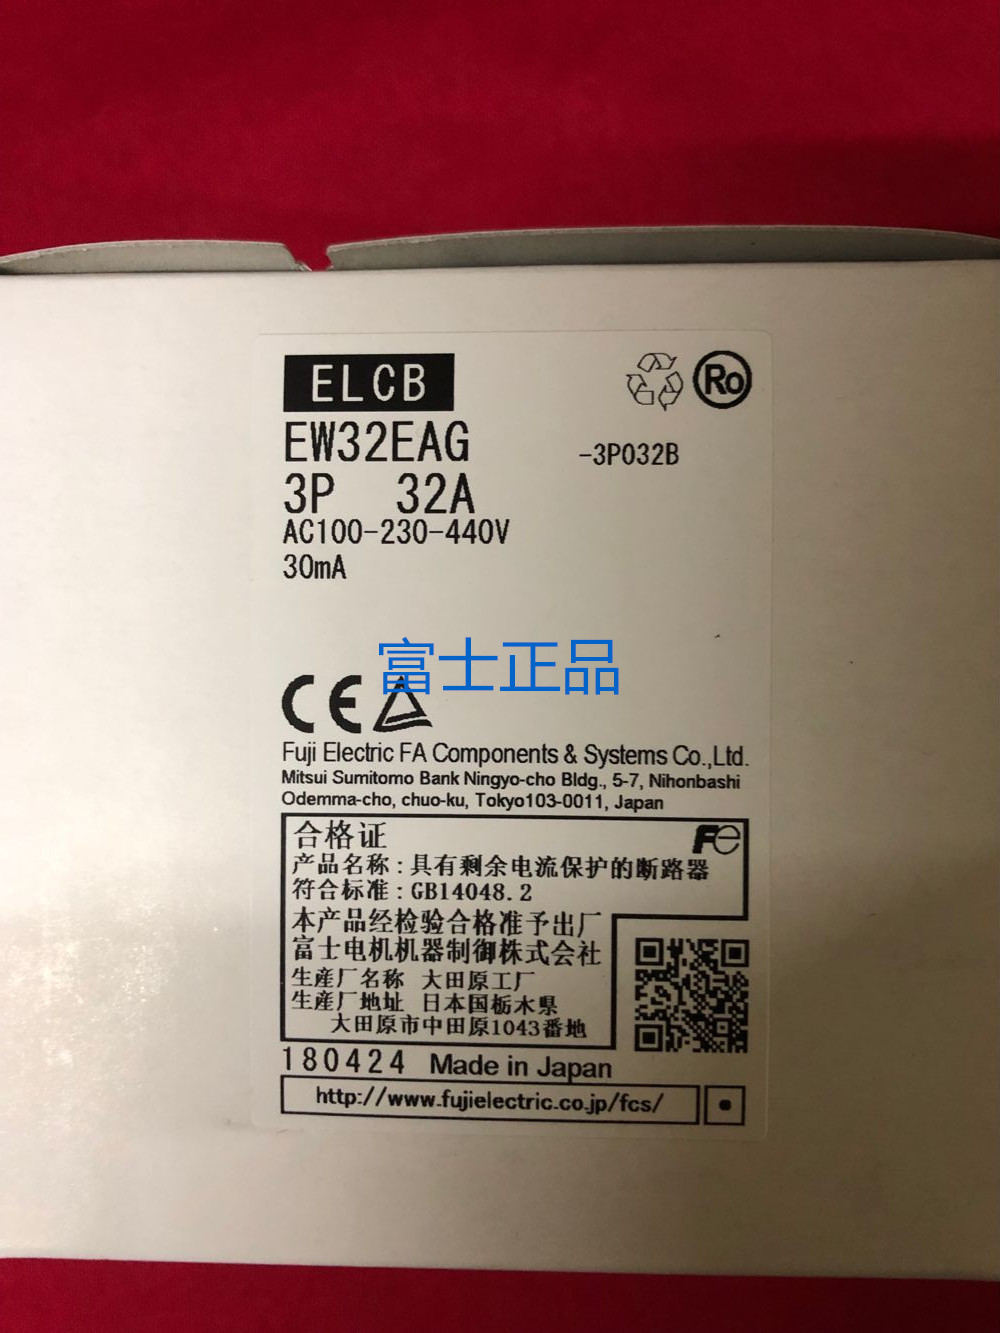 ELCB
Ro
EW32EAG -3P032B
3P 32A
AC100-230-440V
30mA
富士正品
CE
Fuji Electric FA Components & Systems Co.,Ltd.
Mitsui Sumitomo Bank Ningyo-cho Bldg., 5-7, Nihonbashi
Odemma-cho, chuo-ku, Tokyo103-0011, Japan
合格证 Fe
产品名称:具有剩余电流保护的断路器
符合标准:GB14048.2
本产品经检验合格准予出厂
富士电机机器制御株式会社
生産厂名称 大田原工厂
生産厂地址 日本国栃木県
大田原市中田原1043番地
180424 Made in Japan
http://www.fujielectric.co.jp/fcs/